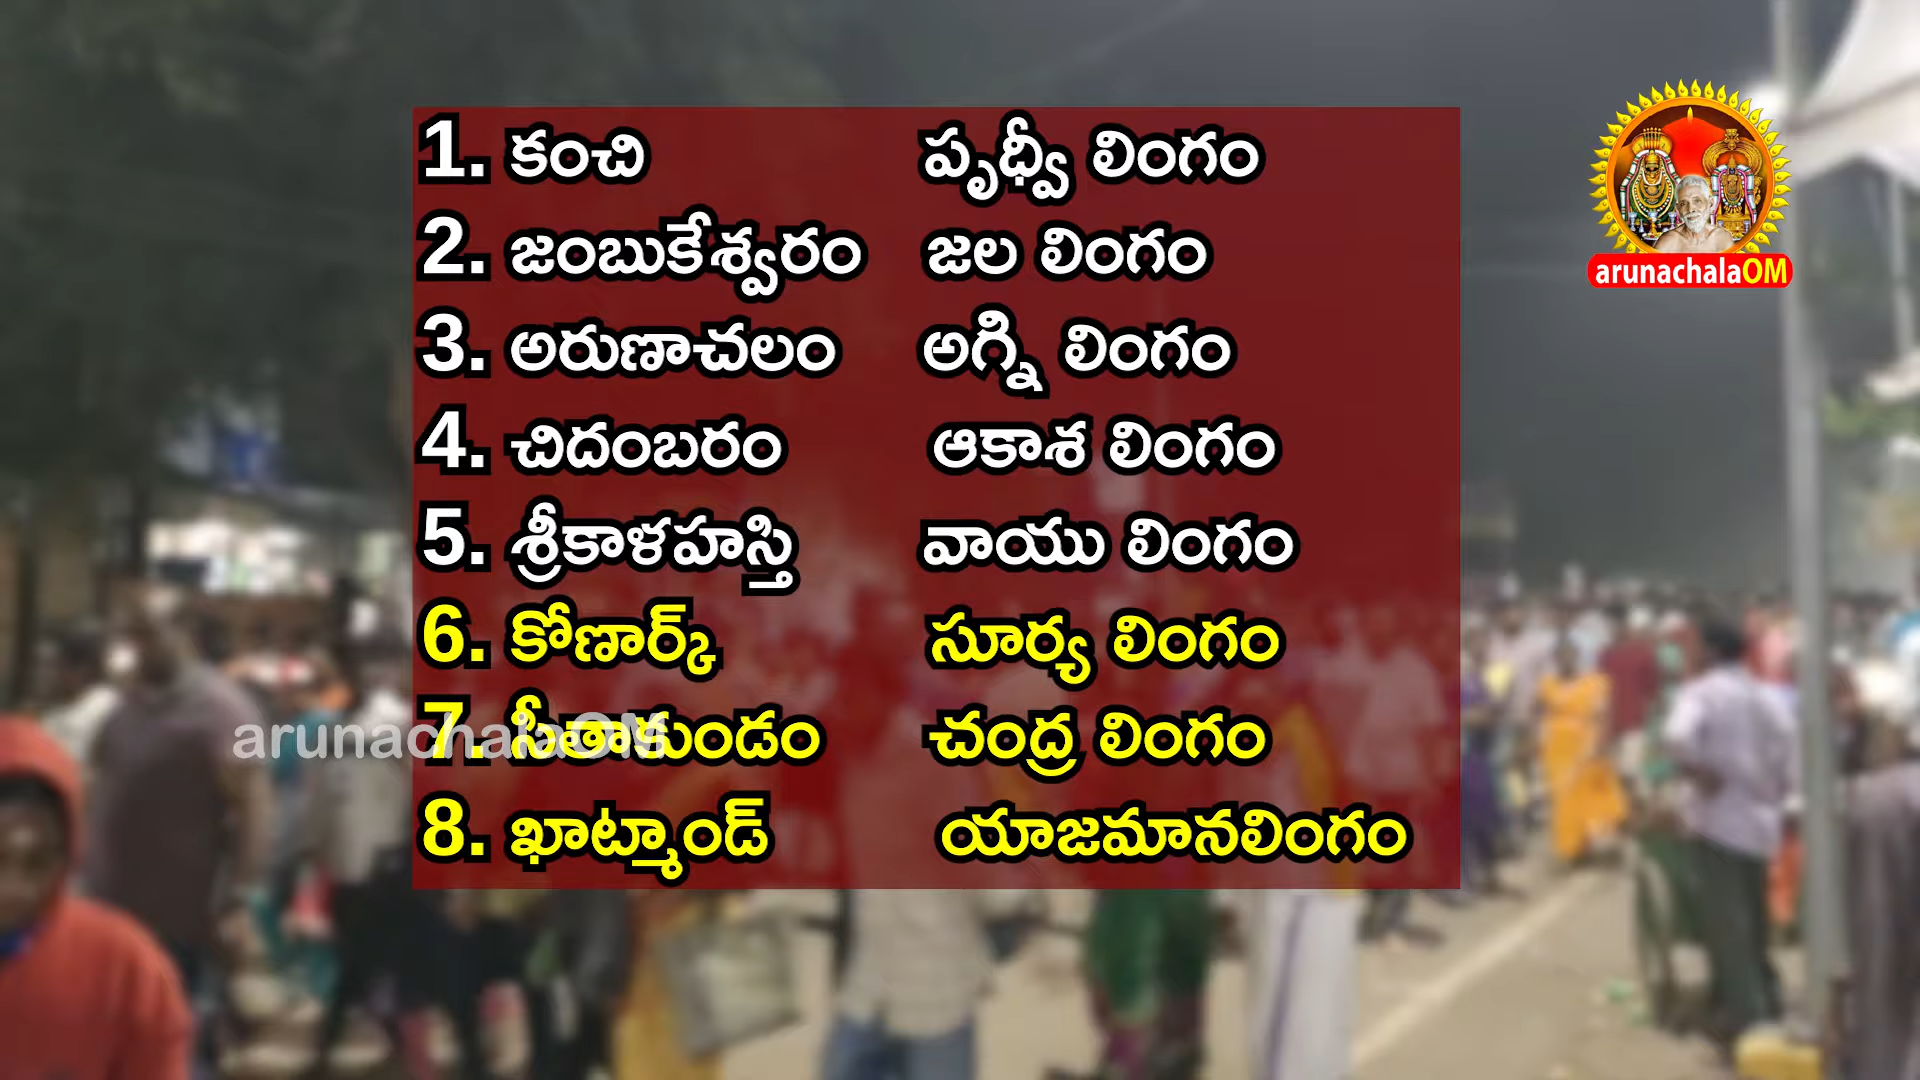 1. కంచి పృథ్వీ లింగం
2. జంబుకేశ్వరం జల లింగం
3. అరుణాచలం అగ్ని లింగం
4. చిదంబరం ఆకాశ లింగం
5. శ్రీకాళహస్తి వాయు లింగం
6. కోణార్క్ సూర్య లింగం
7. సీతాకుండం చంద్ర లింగం
8. ఖాట్మాండ్ యాజమానలింగం
arunachalaOM
arunachalaOM